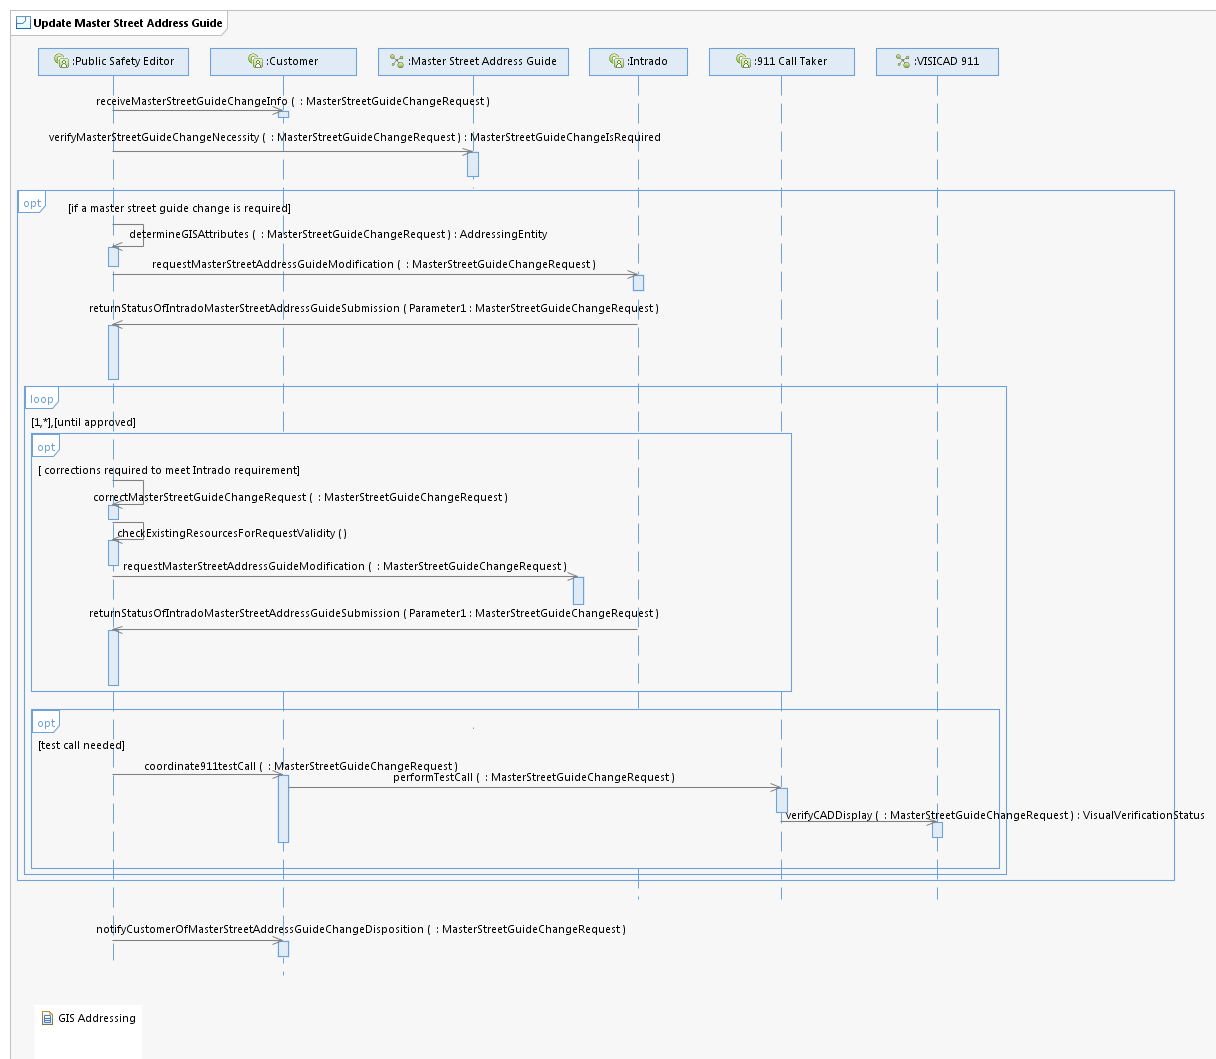 Update Master Street Address Guide
:Public Safety Editor
:Customer
:Master Street Address Guide
:Intrado
:911 Call Taker
:VISICAD 911
receiveMasterStreetGuideChangeInfo ( : MasterStreetGuideChangeRequest )
verifyMasterStreetGuideChangeNecessity ( : MasterStreetGuideChangeRequest ) : MasterStreetGuideChangeIsRequired
opt
[if a master street guide change is required]
determineGISAttributes ( : MasterStreetGuideChangeRequest ) : AddressingEntity
requestMasterStreetAddressGuideModification ( : MasterStreetGuideChangeRequest )
returnStatusOfIntradoMasterStreetAddressGuideSubmission ( Parameter1 : MasterStreetGuideChangeRequest )
loop
[1,*],[until approved]
opt
[ corrections required to meet Intrado requirement]
correctMasterStreetGuideChangeRequest ( : MasterStreetGuideChangeRequest )
checkExistingResourcesForRequestValidity ( )
requestMasterStreetAddressGuideModification ( : MasterStreetGuideChangeRequest )
returnStatusOfIntradoMasterStreetAddressGuideSubmission ( Parameter1 : MasterStreetGuideChangeRequest )
opt
[test call needed]
coordinate911testCall ( : MasterStreetGuideChangeRequest )
performTestCall ( : MasterStreetGuideChangeRequest )
verifyCADDisplay ( : MasterStreetGuideChangeRequest ) : VisualVerificationStatus
notifyCustomerOfMasterStreetAddressGuideChangeDisposition ( : MasterStreetGuideChangeRequest )
GIS Addressing